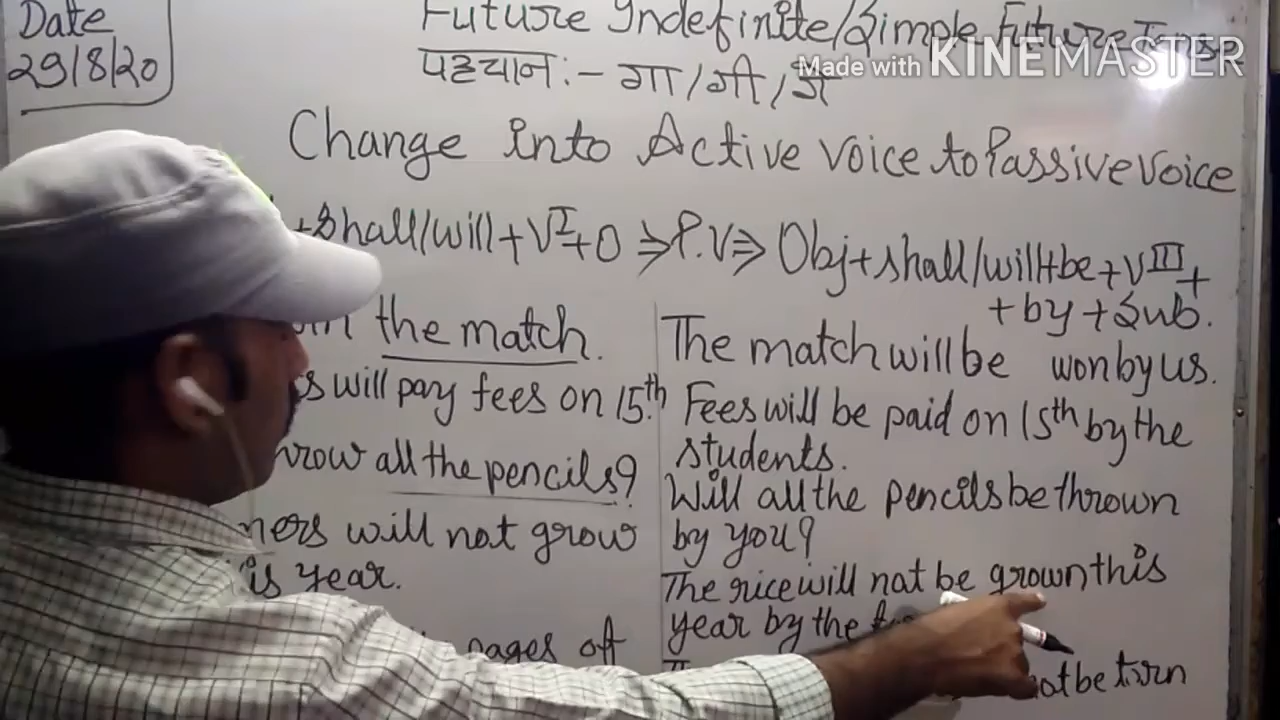 Date
29/8/20
Future Indefinite/Simple Future Tense
Made with KINEMASTER
पहचान:- गा/गी/गे
Change into Active Voice to Passive Voice
+shall/will+VI+O ⇒ P.V ⇒ Obj+shall/will+be+VIII+
+by+Sub.
the match.
The match will be won by us.
will pay fees on 15th.
Fees will be paid on 15th by the
students.
all the pencils?
Will all the pencils be thrown
by you?
will not grow
year.
The rice will not be grown this
year by the
pages of
be torn